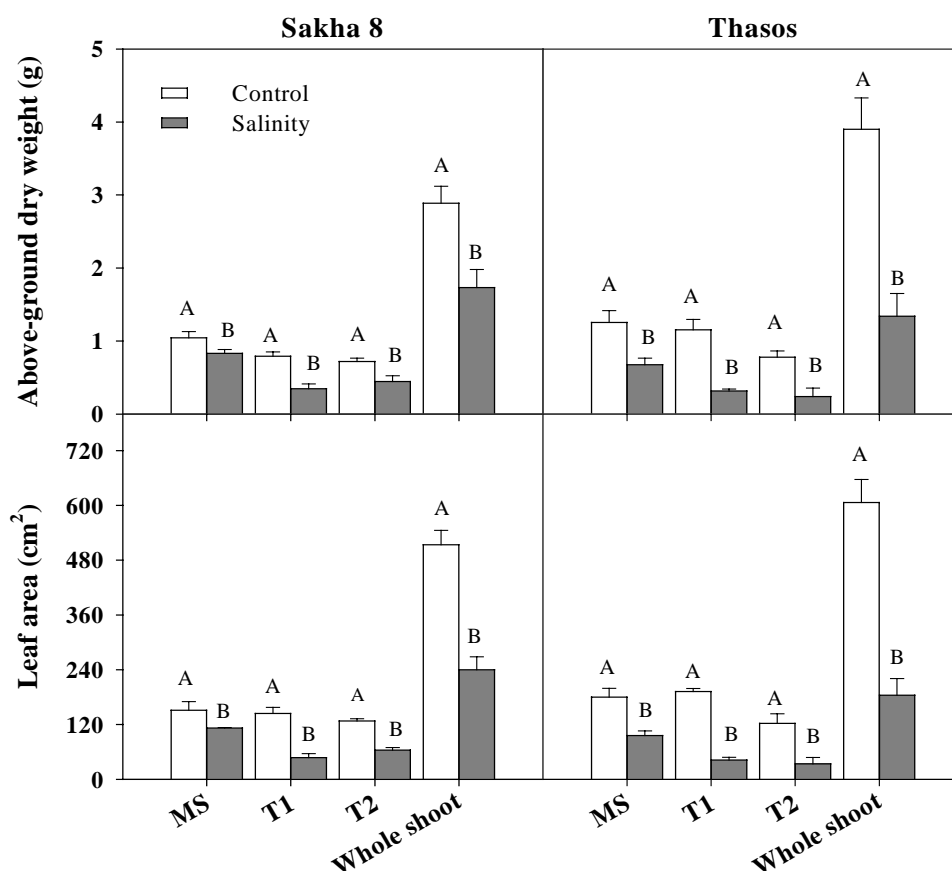 Sakha 8 Thasos
Above-ground dry weight (g)
5
4
3
2
1
0
Control
Salinity
A B A B A B A B
A B A B A B A B
Leaf area (cm²)
720
600
480
360
240
120
0
A B A B A B A B
A B A B A B A B
MS T1 T2 Whole shoot MS T1 T2 Whole shoot